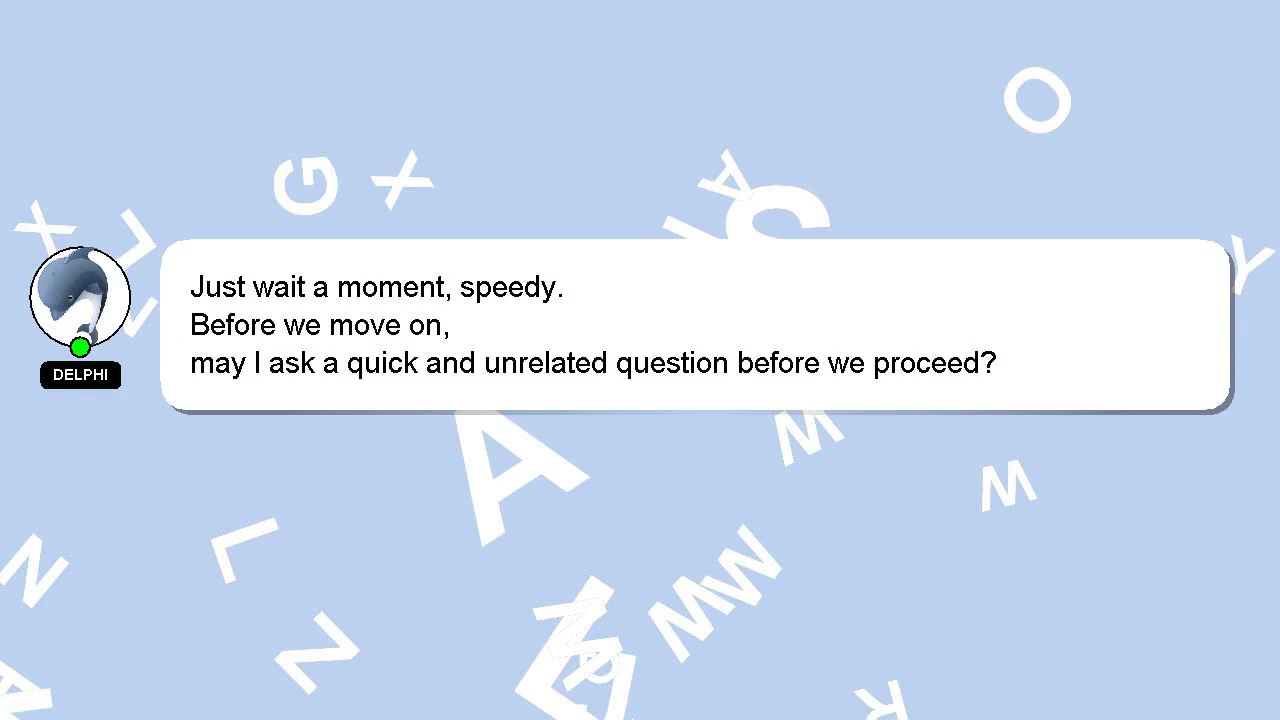 Just wait a moment, speedy.
Before we move on,
may I ask a quick and unrelated question before we proceed?
DELPHI